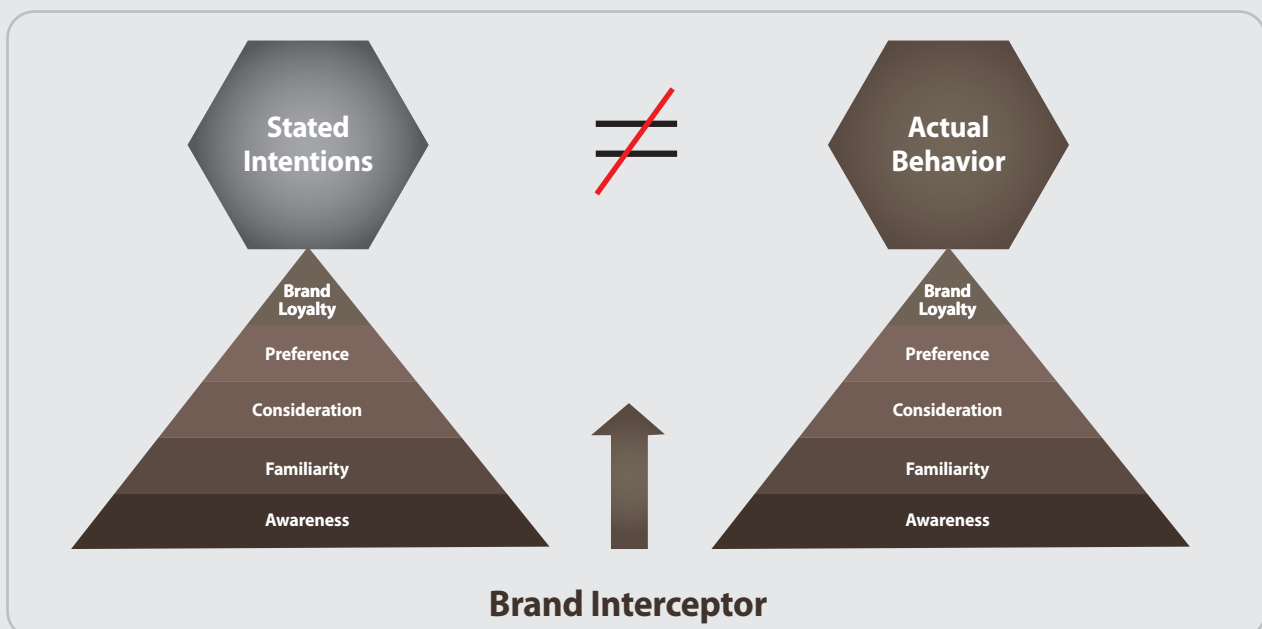 Stated
Intentions
Actual
Behavior
Brand
Loyalty
Preference
Consideration
Familiarity
Awareness
Brand
Loyalty
Preference
Consideration
Familiarity
Awareness
Brand Interceptor